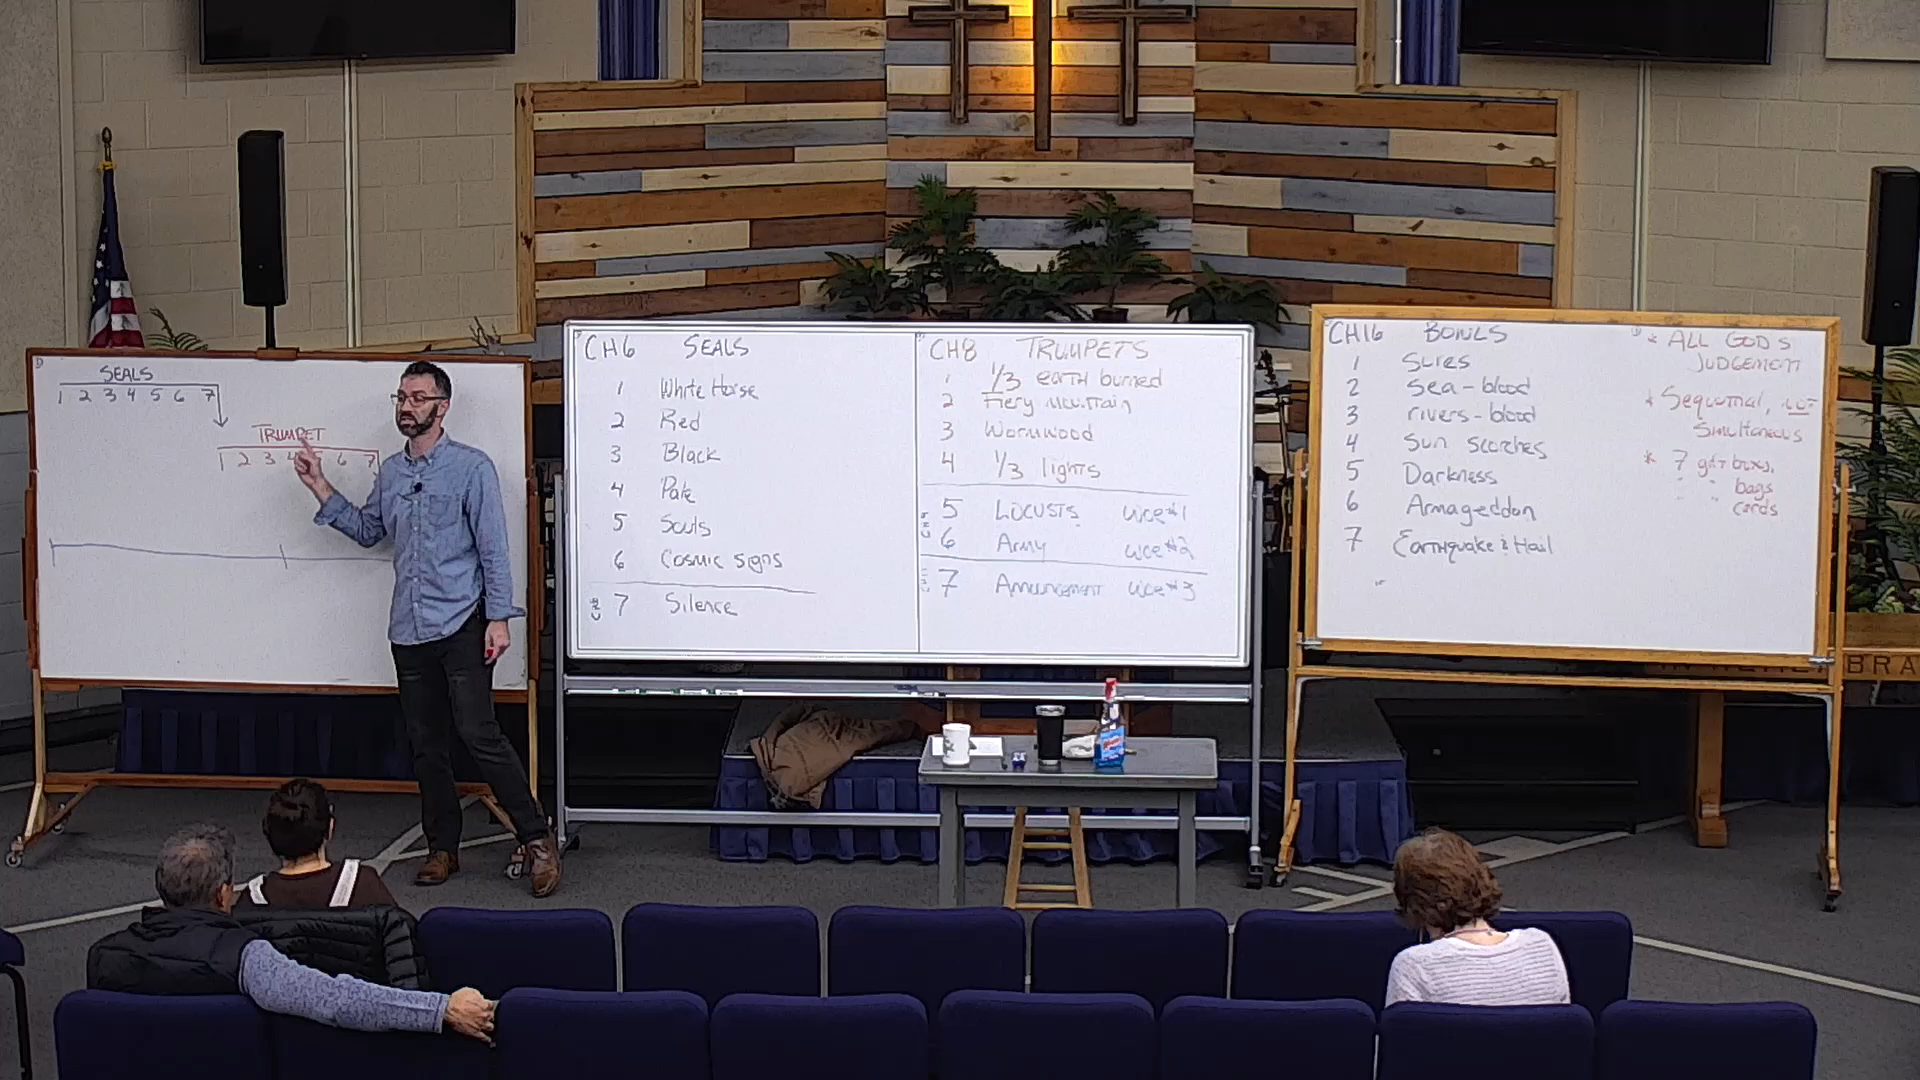 SEALS
1 2 3 4 5 6 7
TRUMPET
1 2 3 4 6 7
CH6 SEALS
1 White Horse
2 Red
3 Black
4 Pale
5 Souls
6 Cosmic Signs
7 Silence
CH8 TRUMPETS
1 1/3 earth burned
2 Fiery Mountain
3 Wormwood
4 1/3 lights
5 LOCUSTS WOE #1
6 Army WOE #2
7 WOE #3
CH16 BOWLS
1 Sores
2 Sea-blood
3 rivers-blood
4 Sun scorches
5 Darkness
6 Armageddon
7 Earthquake & Hail
* ALL GOD'S
JUDGEMENT
* Sequential, NOT
Simultaneous
* 7 gift boxes,
" " bags
cards
BRA